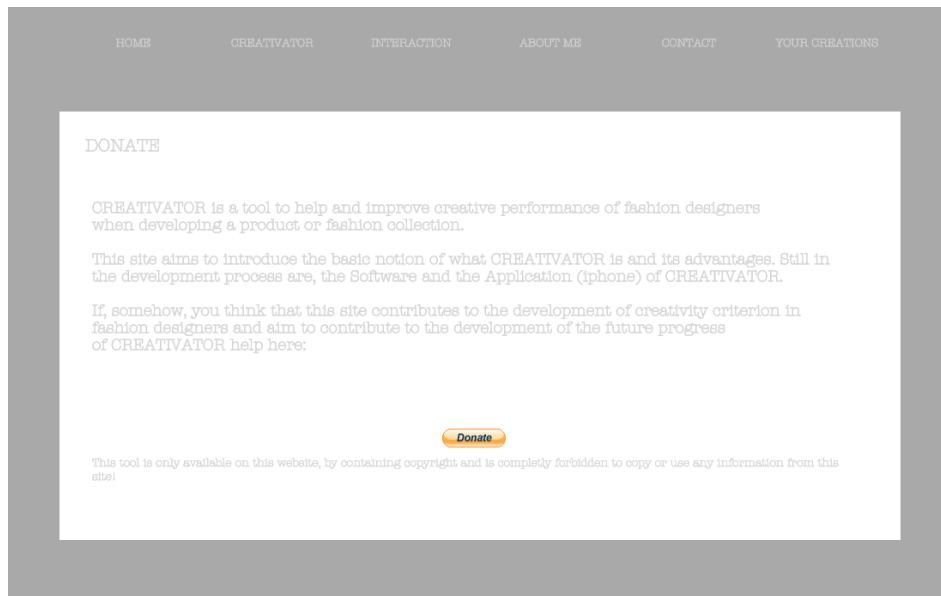 HOME CREATIVATOR INTERACTION ABOUT ME CONTACT YOUR CREATIONS
DONATE
CREATIVATOR is a tool to help and improve creative performance of fashion designers
when developing a product or fashion collection.
This site aims to introduce the basic notion of what CREATIVATOR is and its advantages. Still in
the development process are, the Software and the Application (iphone) of CREATIVATOR.
If, somehow, you think that this site contributes to the development of creativity criterion in
fashion designers and aim to contribute to the development of the future progress
of CREATIVATOR help here:
Donate
This tool is only available on this website, by containing copyright and is completly forbidden to copy or use any information from this
site!